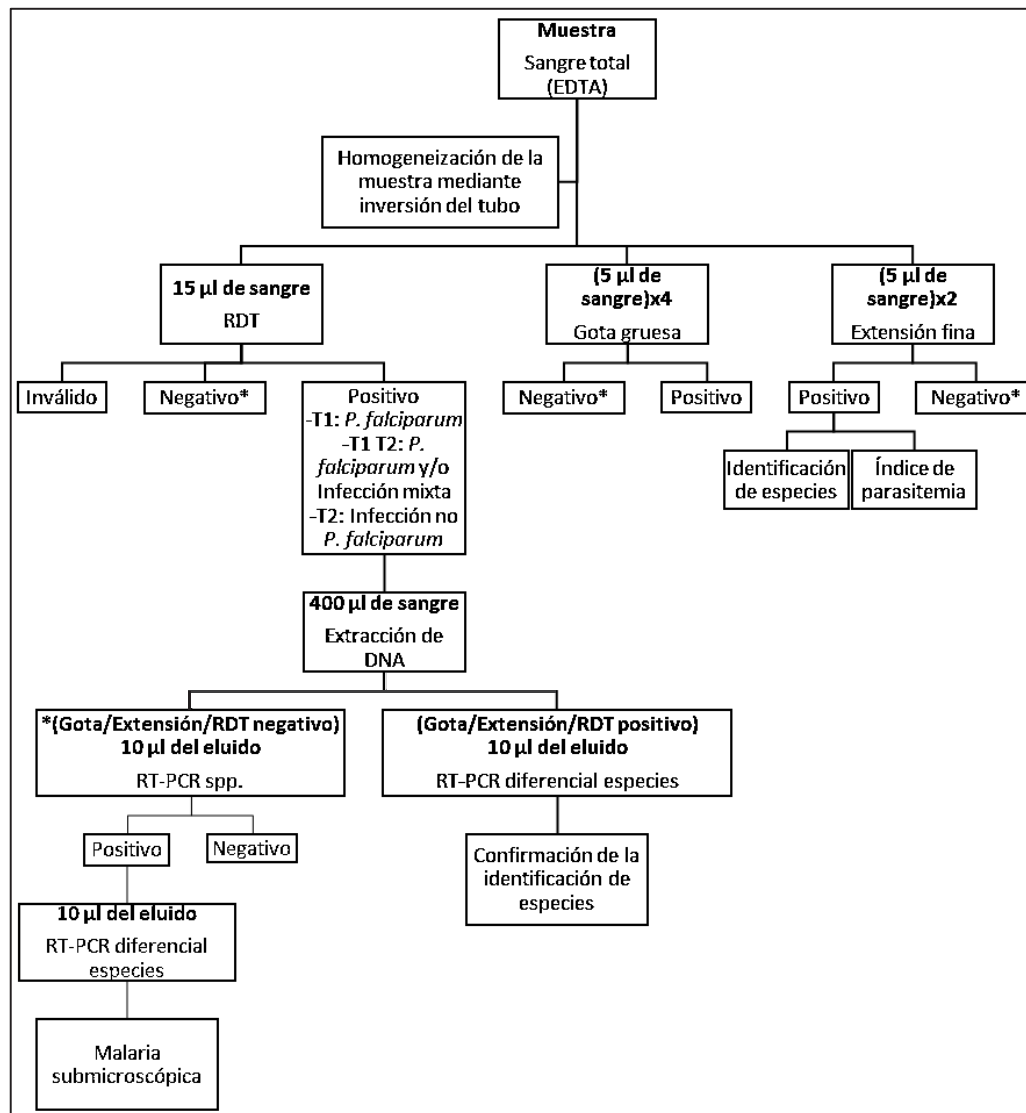 Muestra
Sangre total
(EDTA)
Homogeneización de la
muestra mediante
inversión del tubo
15 µl de sangre
RDT
(5 µl de
sangre)x4
Gota gruesa
(5 µl de
sangre)x2
Extensión fina
Inválido
Negativo*
Positivo
-T1: P. falciparum
-T1 T2: P.
falciparum y/o
Infección mixta
-T2: Infección no
P. falciparum
Negativo*
Positivo
Positivo
Negativo*
Identificación
de especies
Índice de
parasitemia
400 µl de sangre
Extracción de
DNA
*(Gota/Extensión/RDT negativo)
10 µl del eluido
RT-PCR spp.
(Gota/Extensión/RDT positivo)
10 µl del eluido
RT-PCR diferencial especies
Positivo
Negativo
Confirmación de la
identificación de
especies
10 µl del eluido
RT-PCR diferencial
especies
Malaria
submicroscópica